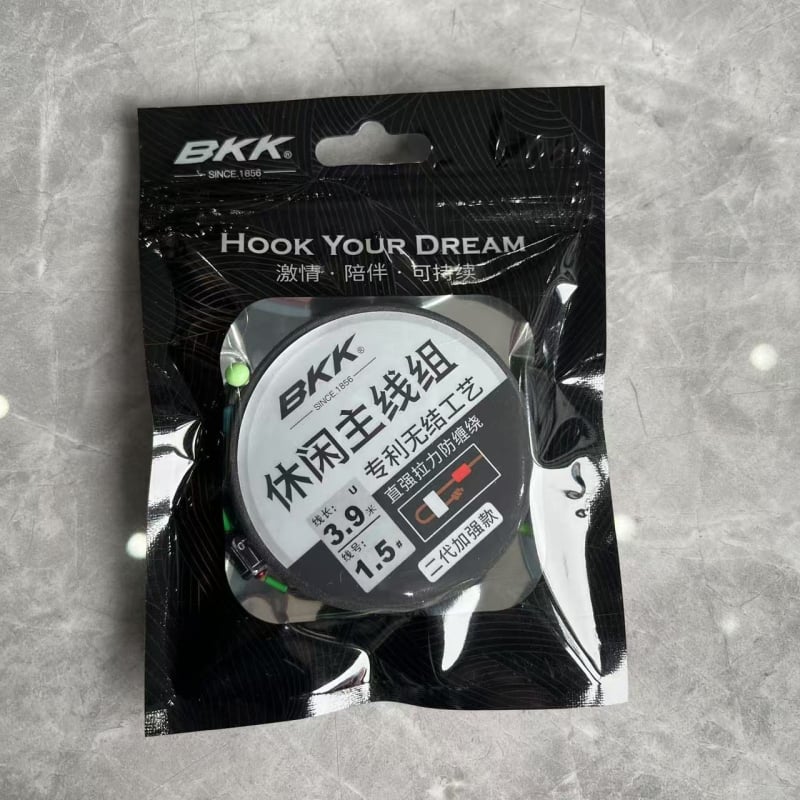 BKK®
SINCE.1856
HOOK YOUR DREAM
激情·陪伴·可持续
BKK®
SINCE 1856
休闲主线组
专利无结工艺
直强拉力防缠绕
线长：
3.9米
线号：
1.5#
二代加强款